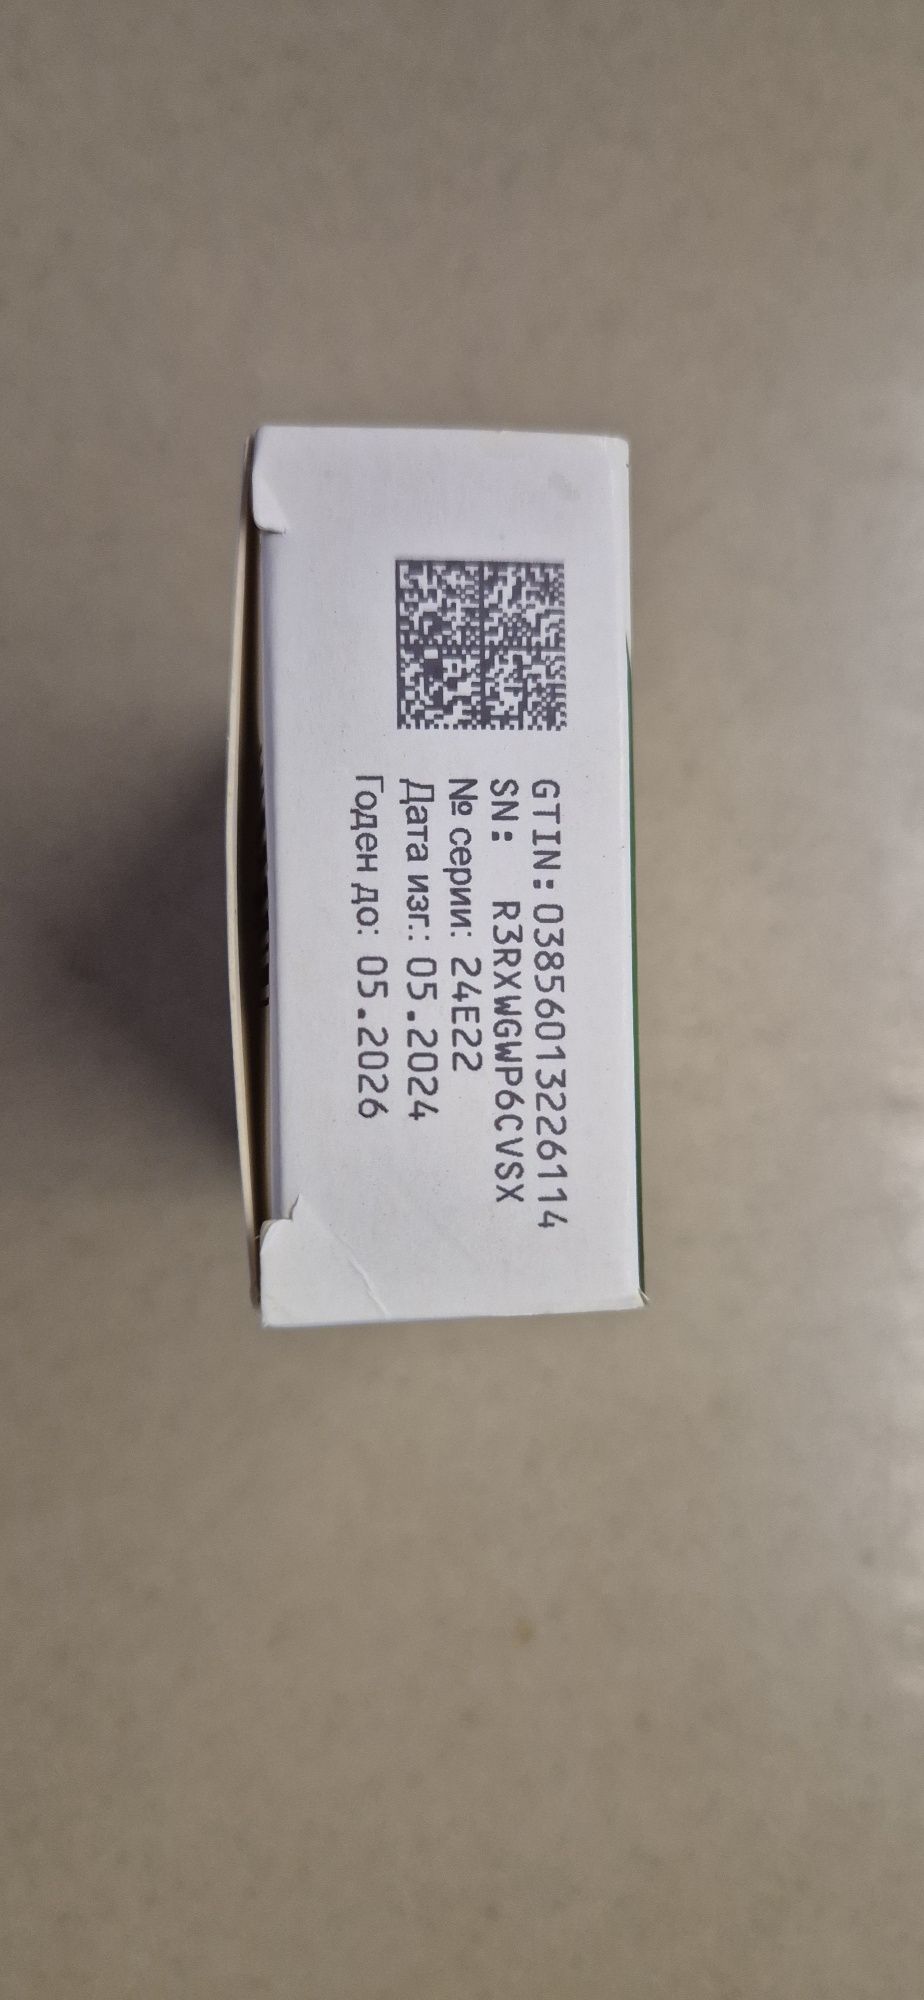 GTIN:03856013226114
SN: R3RXWGWP6CVSX
№ серии: 24E22
Дата изг.: 05.2024
Годен до: 05.2026